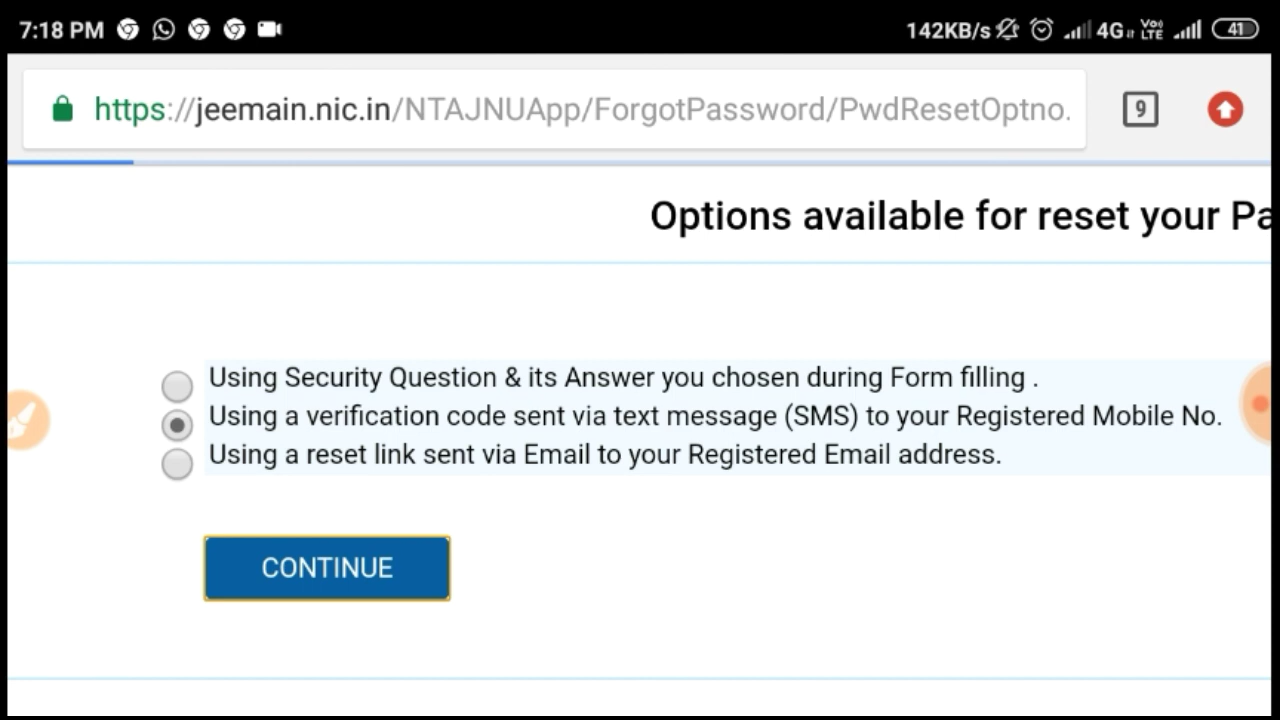 7:18 PM 142KB/s 4G Vo) LTE 41
https://jeemain.nic.in/NTAJNUApp/ForgotPassword/PwdResetOptno. 9
Options available for reset your Pa
Using Security Question & its Answer you chosen during Form filling .
Using a verification code sent via text message (SMS) to your Registered Mobile No.
Using a reset link sent via Email to your Registered Email address.
CONTINUE